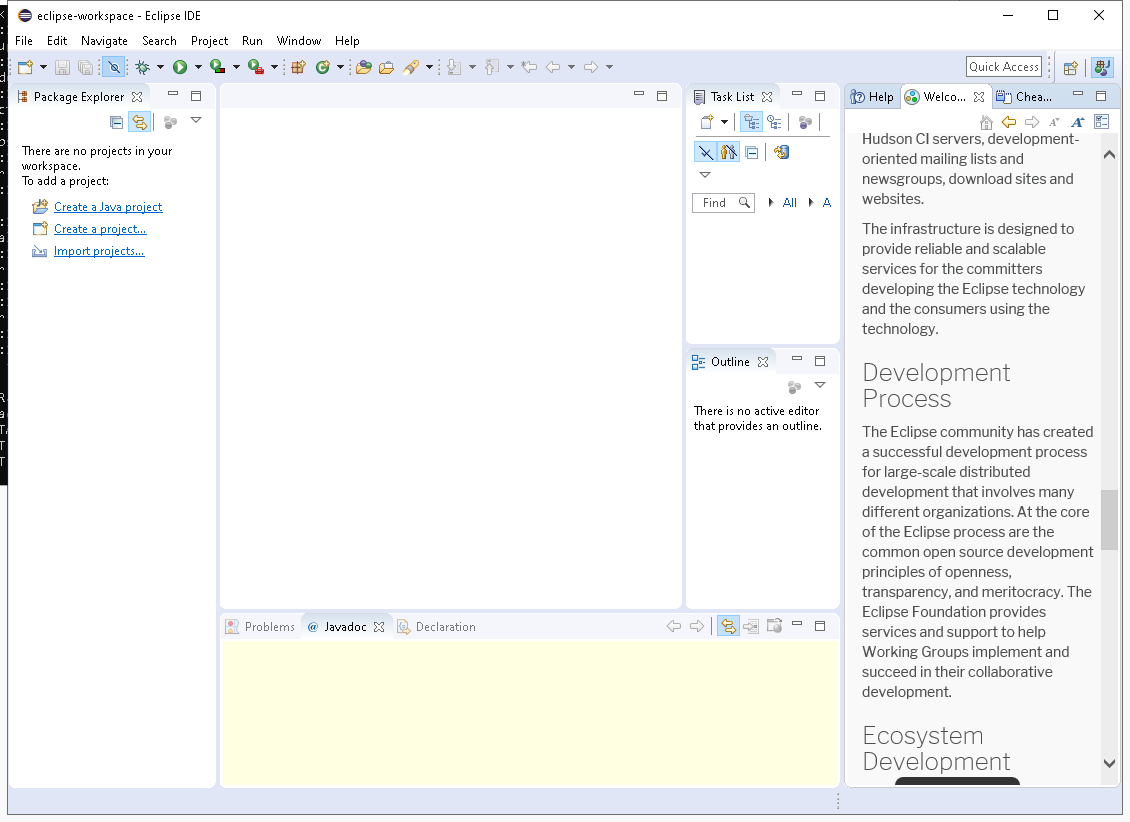 eclipse-workspace - Eclipse IDE
File Edit Navigate Search Project Run Window Help
Quick Access
Package Explorer
There are no projects in your
workspace.
To add a project:
Create a Java project
Create a project...
Import projects...
Task List
Find All A
Outline
There is no active editor
that provides an outline.
Problems @ Javadoc Declaration
Help Welco... Chea...
Hudson CI servers, development-
oriented mailing lists and
newsgroups, download sites and
websites.
The infrastructure is designed to
provide reliable and scalable
services for the committers
developing the Eclipse technology
and the consumers using the
technology.
Development
Process
The Eclipse community has created
a successful development process
for large-scale distributed
development that involves many
different organizations. At the core
of the Eclipse process are the
common open source development
principles of openness,
transparency, and meritocracy. The
Eclipse Foundation provides
services and support to help
Working Groups implement and
succeed in their collaborative
development.
Ecosystem
Development